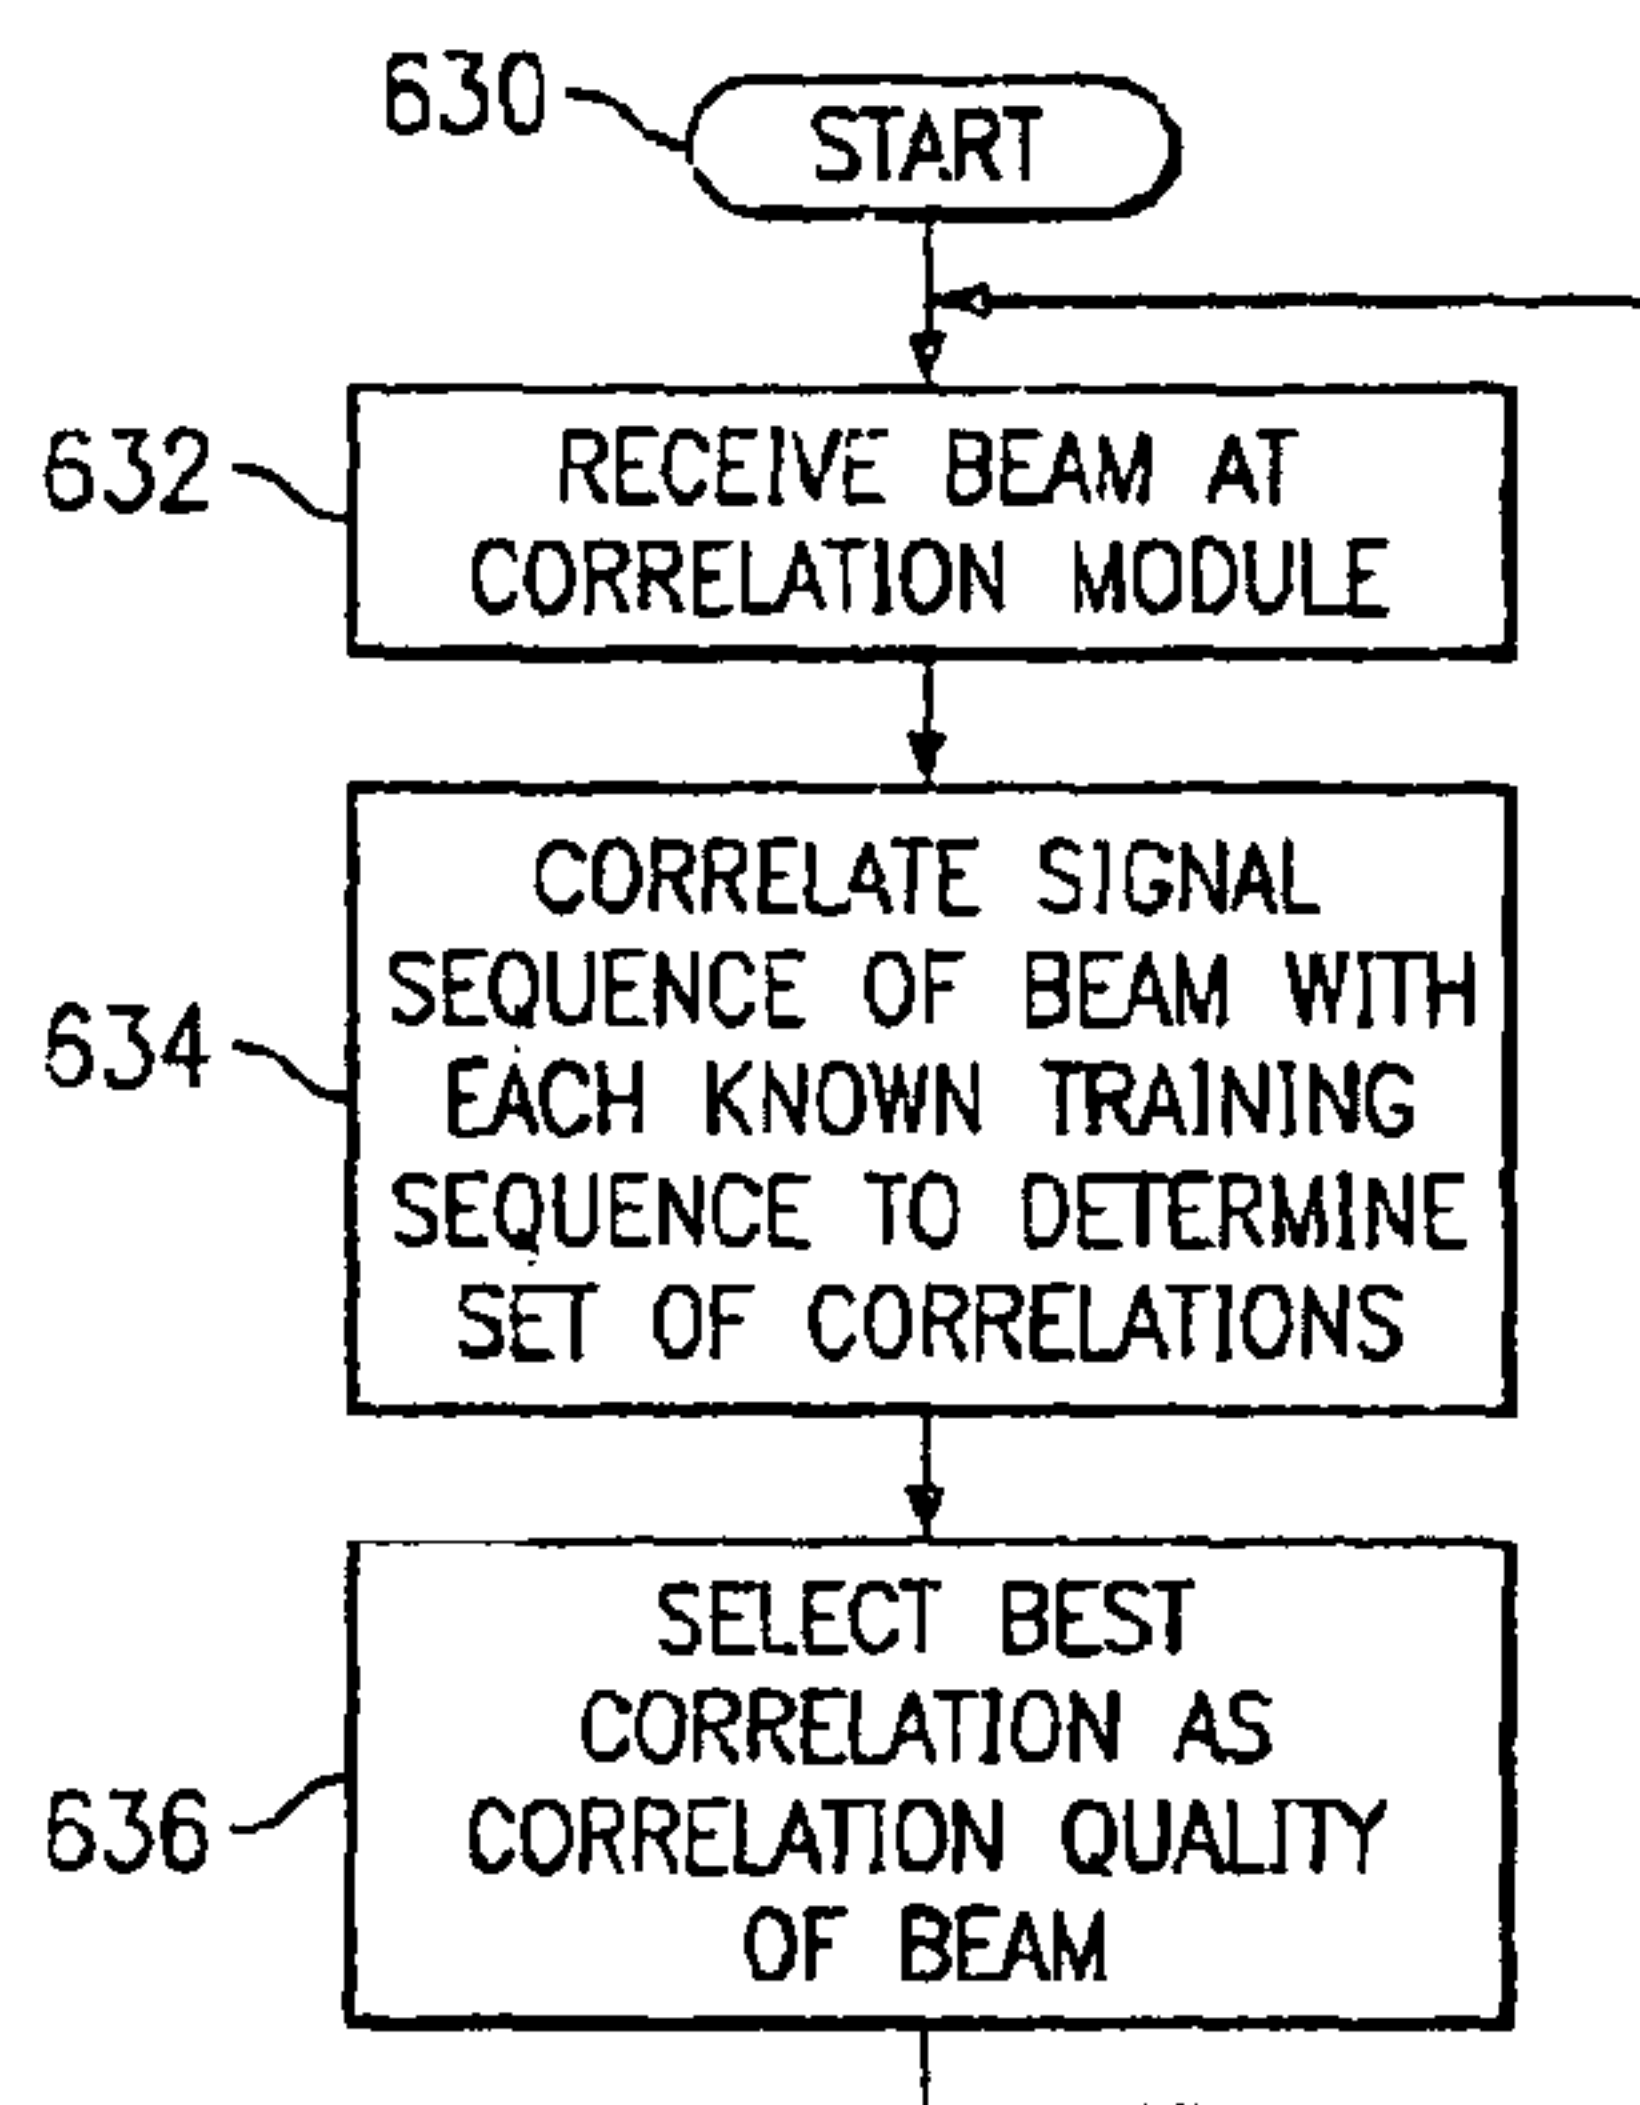 630
START
632
RECEIVE BEAM AT
CORRELATION MODULE
634
CORRELATE SIGNAL
SEQUENCE OF BEAM WITH
EACH KNOWN TRAINING
SEQUENCE TO DETERMINE
SET OF CORRELATIONS
636
SELECT BEST
CORRELATION AS
CORRELATION QUALITY
OF BEAM